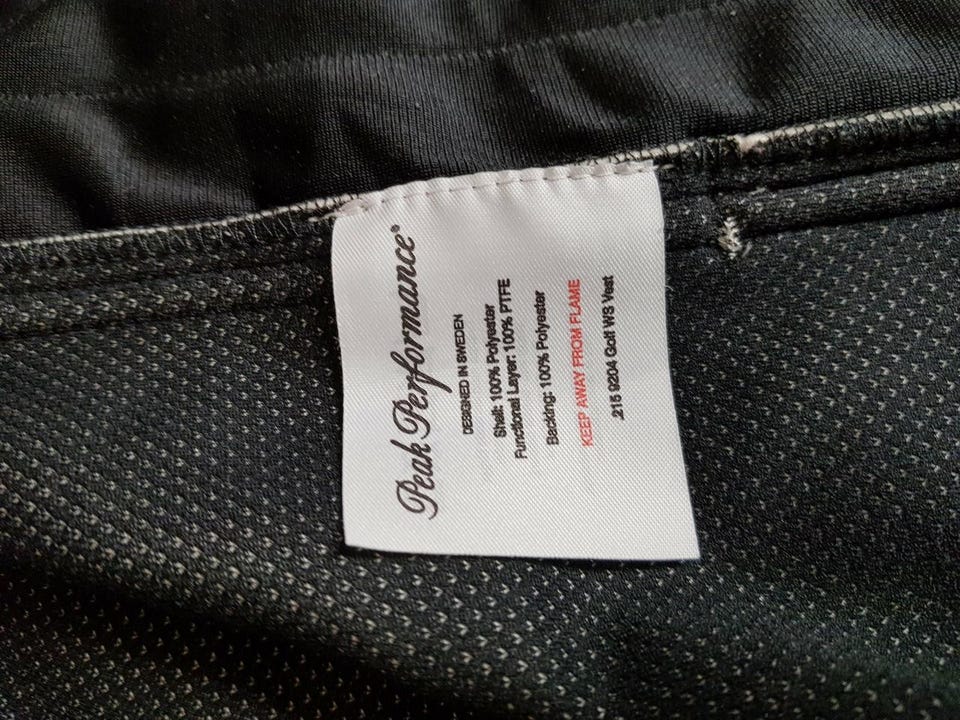 Peak Performance®
DESIGNED IN SWEDEN
Shell: 100% Polyester
Functional Layer: 100% PTFE
Backing: 100% Polyester
KEEP AWAY FROM FLAME
.215 9204 Golf WS Vest